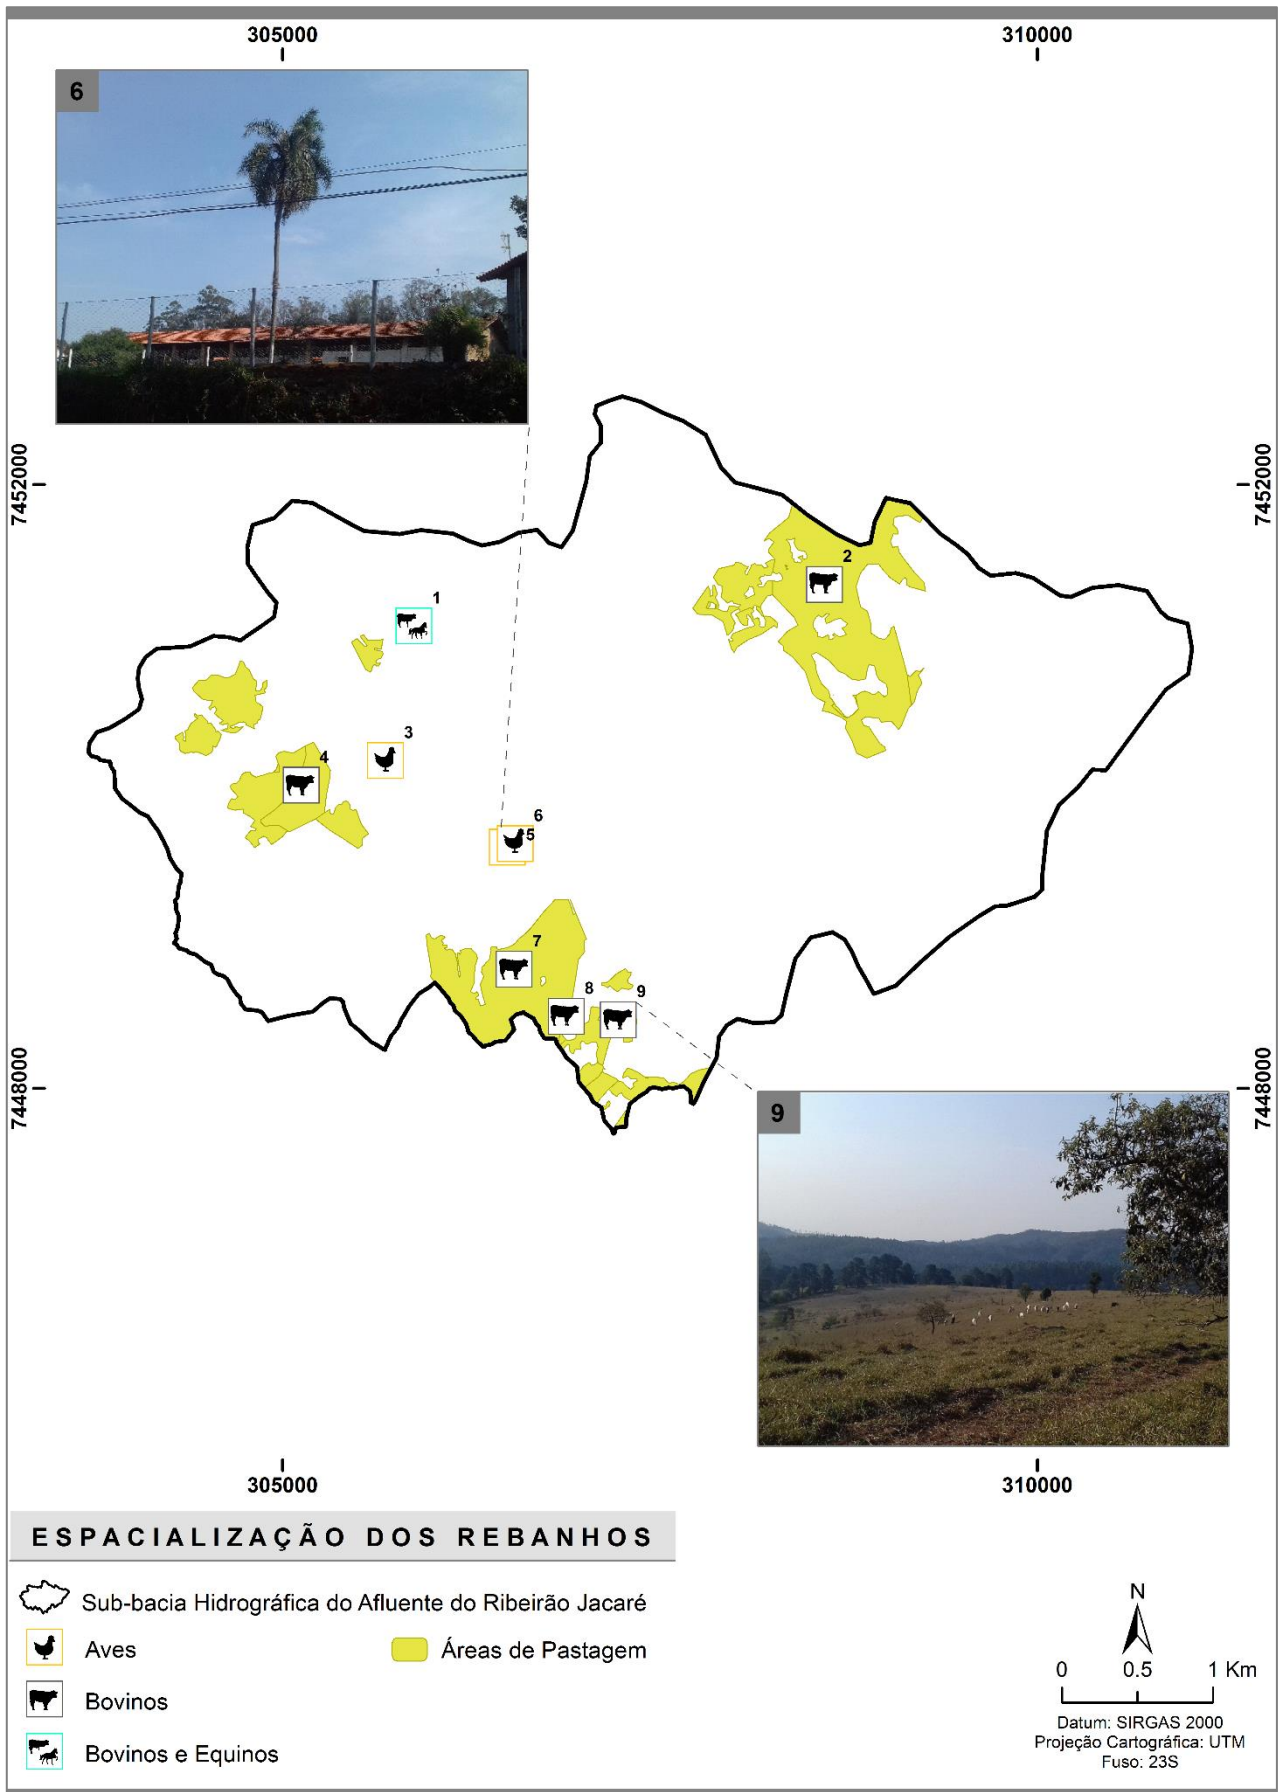 305000 310000
6
7452000 7452000
2
1
3
4
6
5
7
8 9
7448000 7448000
9
305000 310000
ESPACIALIZAÇÃO DOS REBANHOS
Sub-bacia Hidrográfica do Afluente do Ribeirão Jacaré
Aves Áreas de Pastagem
Bovinos
Bovinos e Equinos
N
0 0.5 1 Km
Datum: SIRGAS 2000
Projeção Cartográfica: UTM
Fuso: 23S